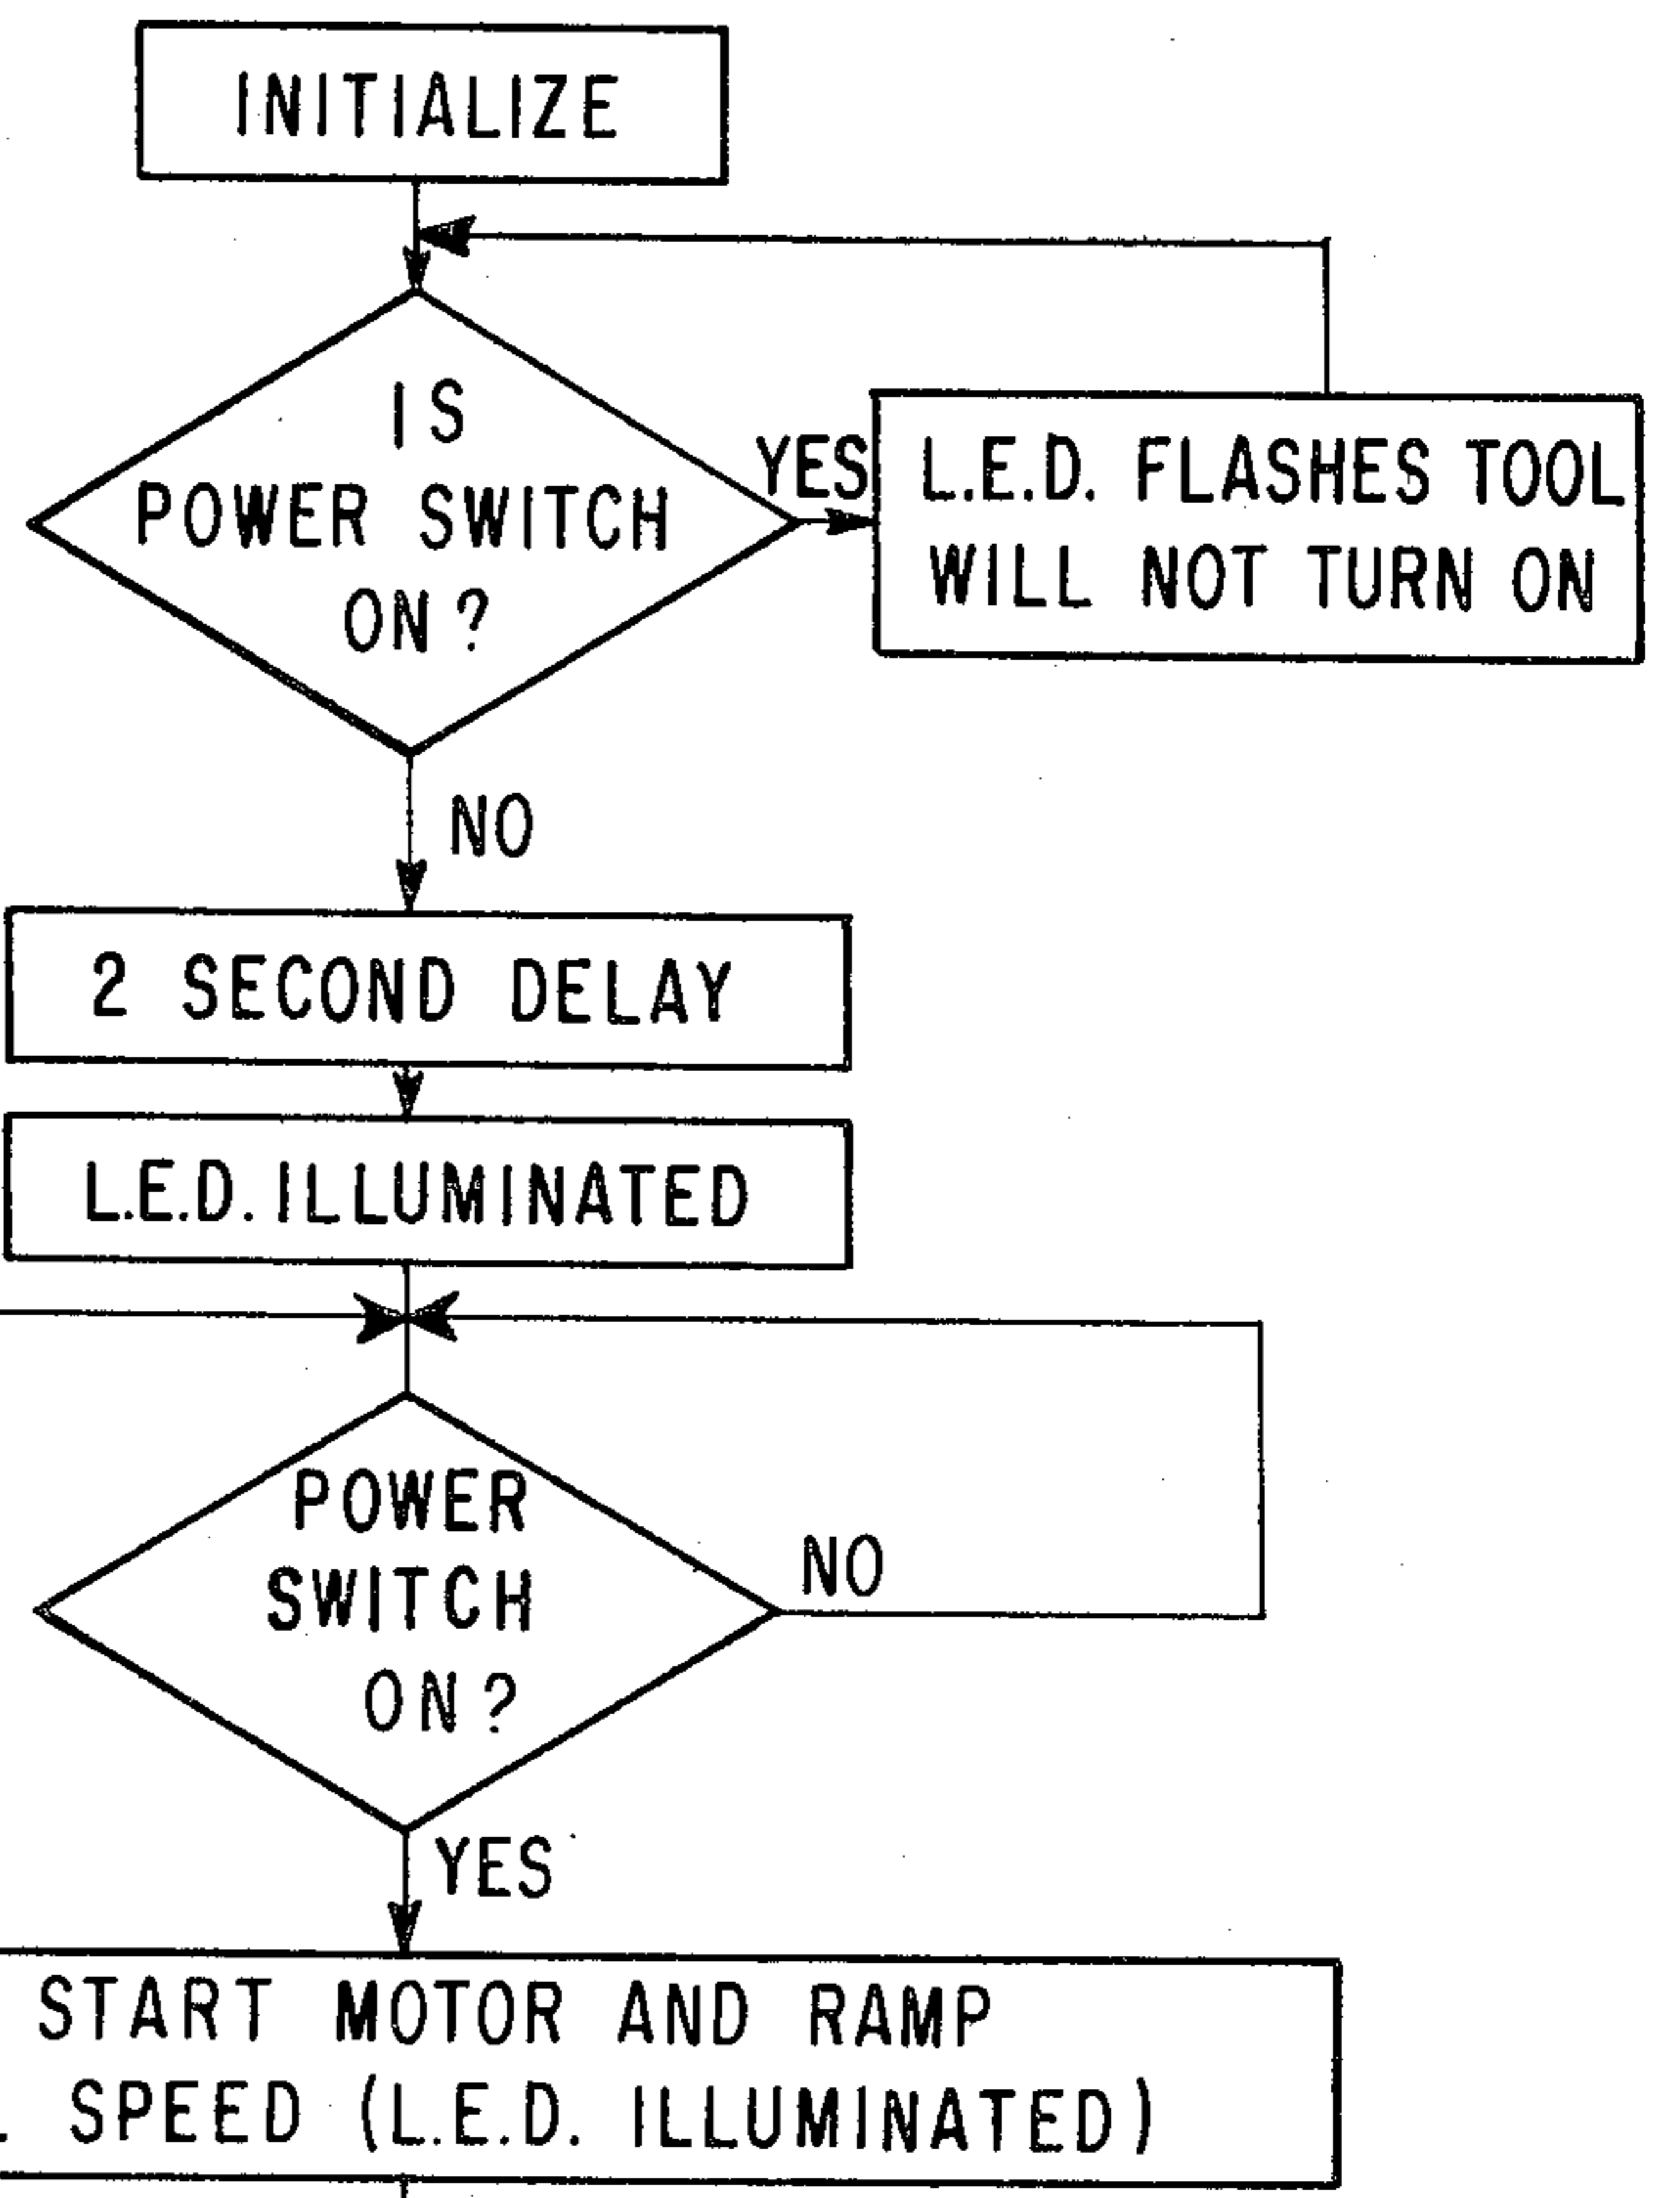 INITIALIZE
IS
POWER SWITCH
ON?
YES
L.E.D. FLASHES TOOL
WILL NOT TURN ON
NO
2 SECOND DELAY
L.E.D. ILLUMINATED
POWER
SWITCH
ON?
NO
YES
START MOTOR AND RAMP
SPEED (L.E.D. ILLUMINATED)